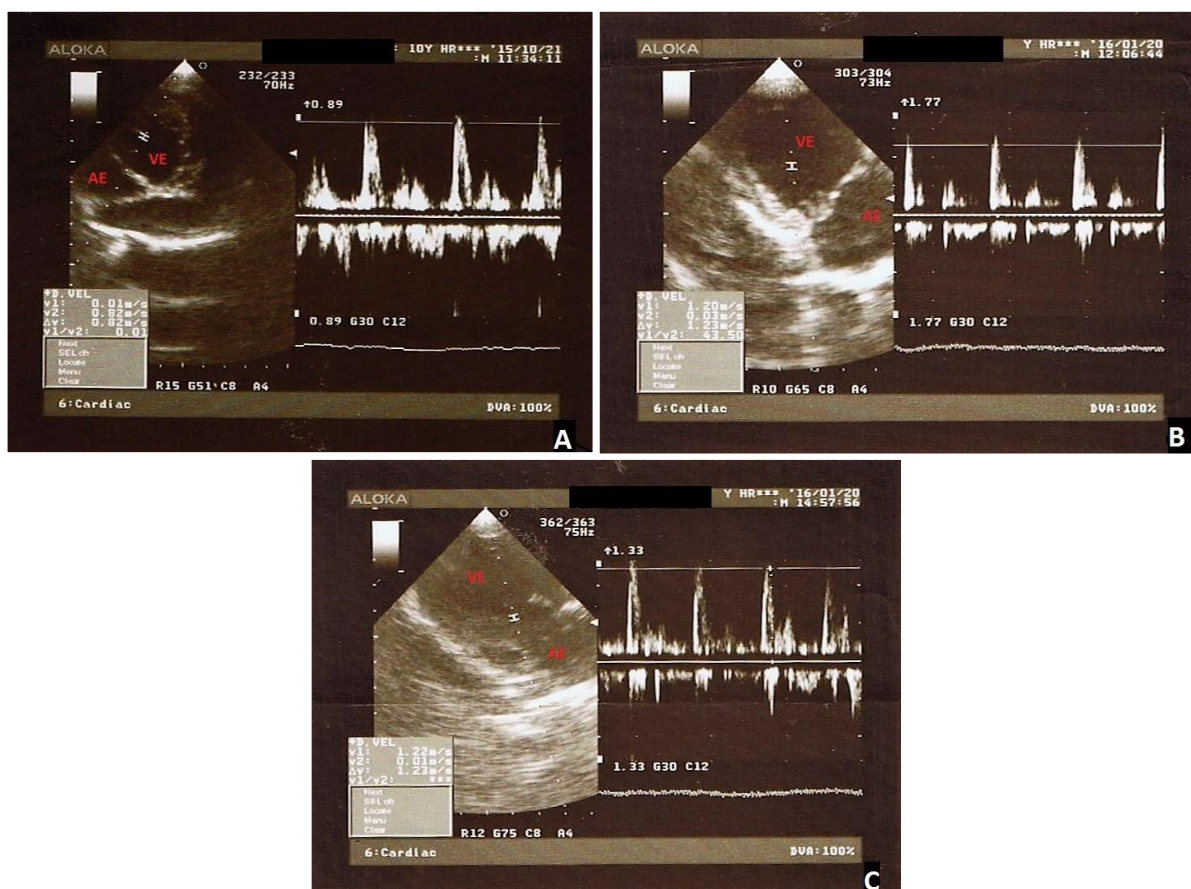 ALOKA
: 10Y HR*** '15/10/21
:M 11:34:11
232/233
70Hz
↑0.89
VE
AE
+D.VEL
v1: 0.01m/s
v2: 0.82m/s
Δv: 0.82m/s
v1/v2: 0.01
Next
SEL ch
Locate
Menu
Clear
0.89 G30 C12
R15 G51 C8 A4
6:Cardiac DVA:100%
A
ALOKA
Y HR*** '16/01/20
:M 12:06:44
303/304
73Hz
↑1.77
VE
AE
+D.VEL
v1: 1.20m/s
v2: 0.03m/s
Δv: 1.23m/s
v1/v2: 43.50
Next
SEL ch
Locate
Menu
Clear
1.77 G30 C12
R10 G65 C8 A4
6:Cardiac DVA:100%
B
ALOKA
Y HR*** '16/01/20
:M 14:57:56
362/363
75Hz
↑1.33
VE
AE
+D.VEL
v1: 1.22m/s
v2: 0.01m/s
Δv: 1.23m/s
v1/v2: ***
Next
SEL ch
Locate
Menu
Clear
1.33 G30 C12
R12 G75 C8 A4
6:Cardiac DVA:100%
C